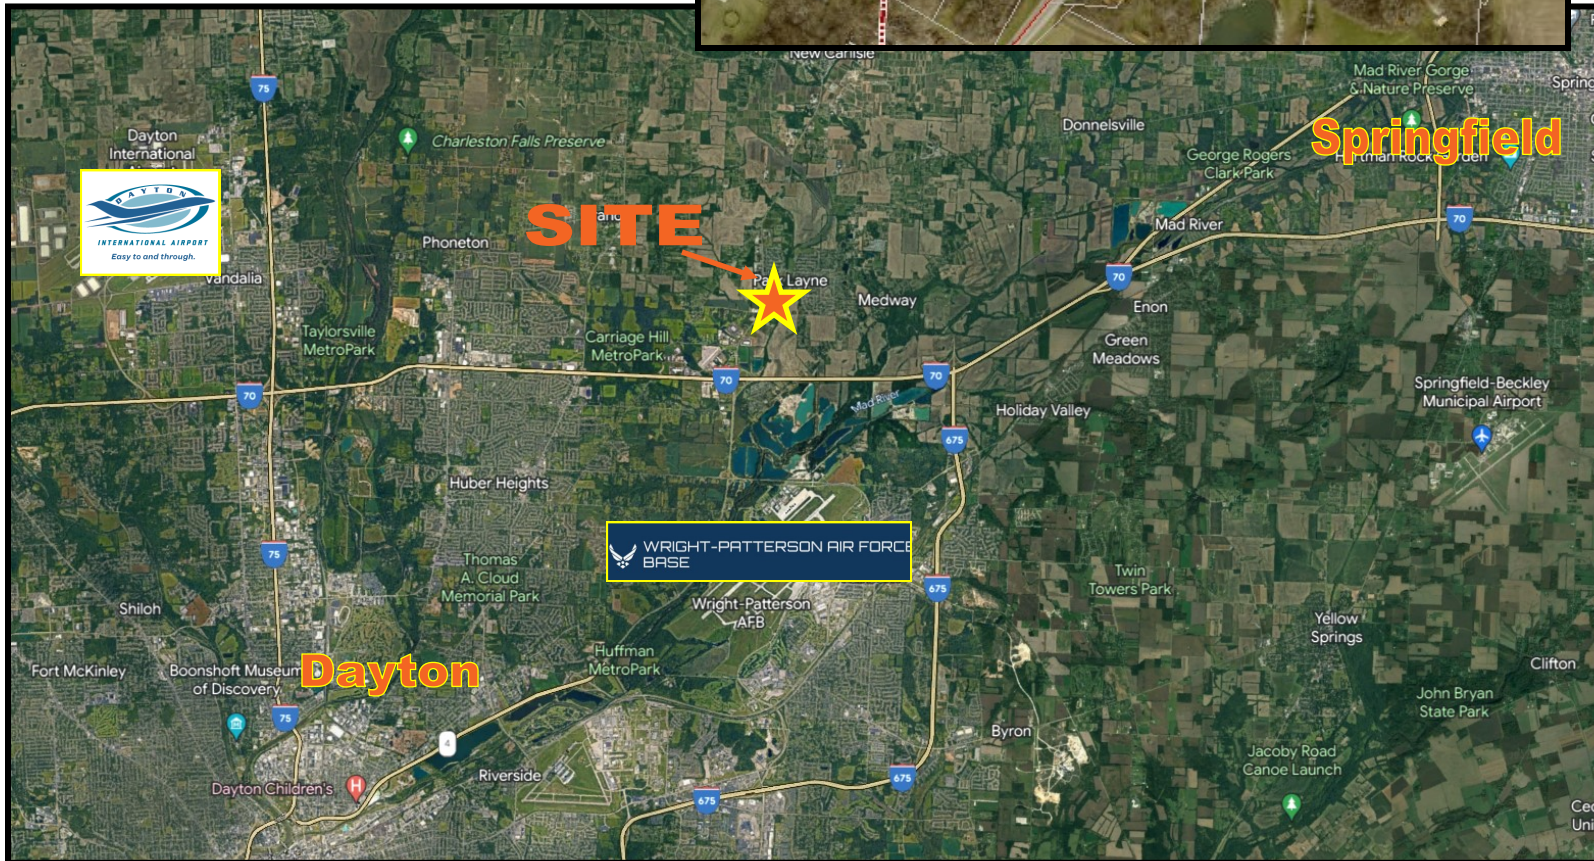 New Carlisle
75
Mad River Gorge
& Nature Preserve
Spring
Dayton
International
Charleston Falls Preserve
Donnelsville
Springfield
George Rogers
Clark Park
DAYTON
INTERNATIONAL AIRPORT
Easy to and through.
SITE
Phoneton
Mad River
70
Vandalia
Layne
Medway
70
Enon
Taylorsville
MetroPark
Carriage Hill
MetroPark
Green
Meadows
70
70
70
Springfield-Beckley
Municipal Airport
Mad River
Holiday Valley
675
Huber Heights
WRIGHT-PATTERSON AIR FORCE
BASE
75
Thomas
A. Cloud
Memorial Park
Twin
Towers Park
675
Shiloh
Wright-Patterson
AFB
Yellow
Springs
Fort McKinley
Boonshoft Museum
of Discovery
Dayton
Huffman
MetroPark
Clifton
John Bryan
State Park
75
4
Byron
Jacoby Road
Canoe Launch
Riverside
675
Dayton Children's
H
675
Ced
Uni